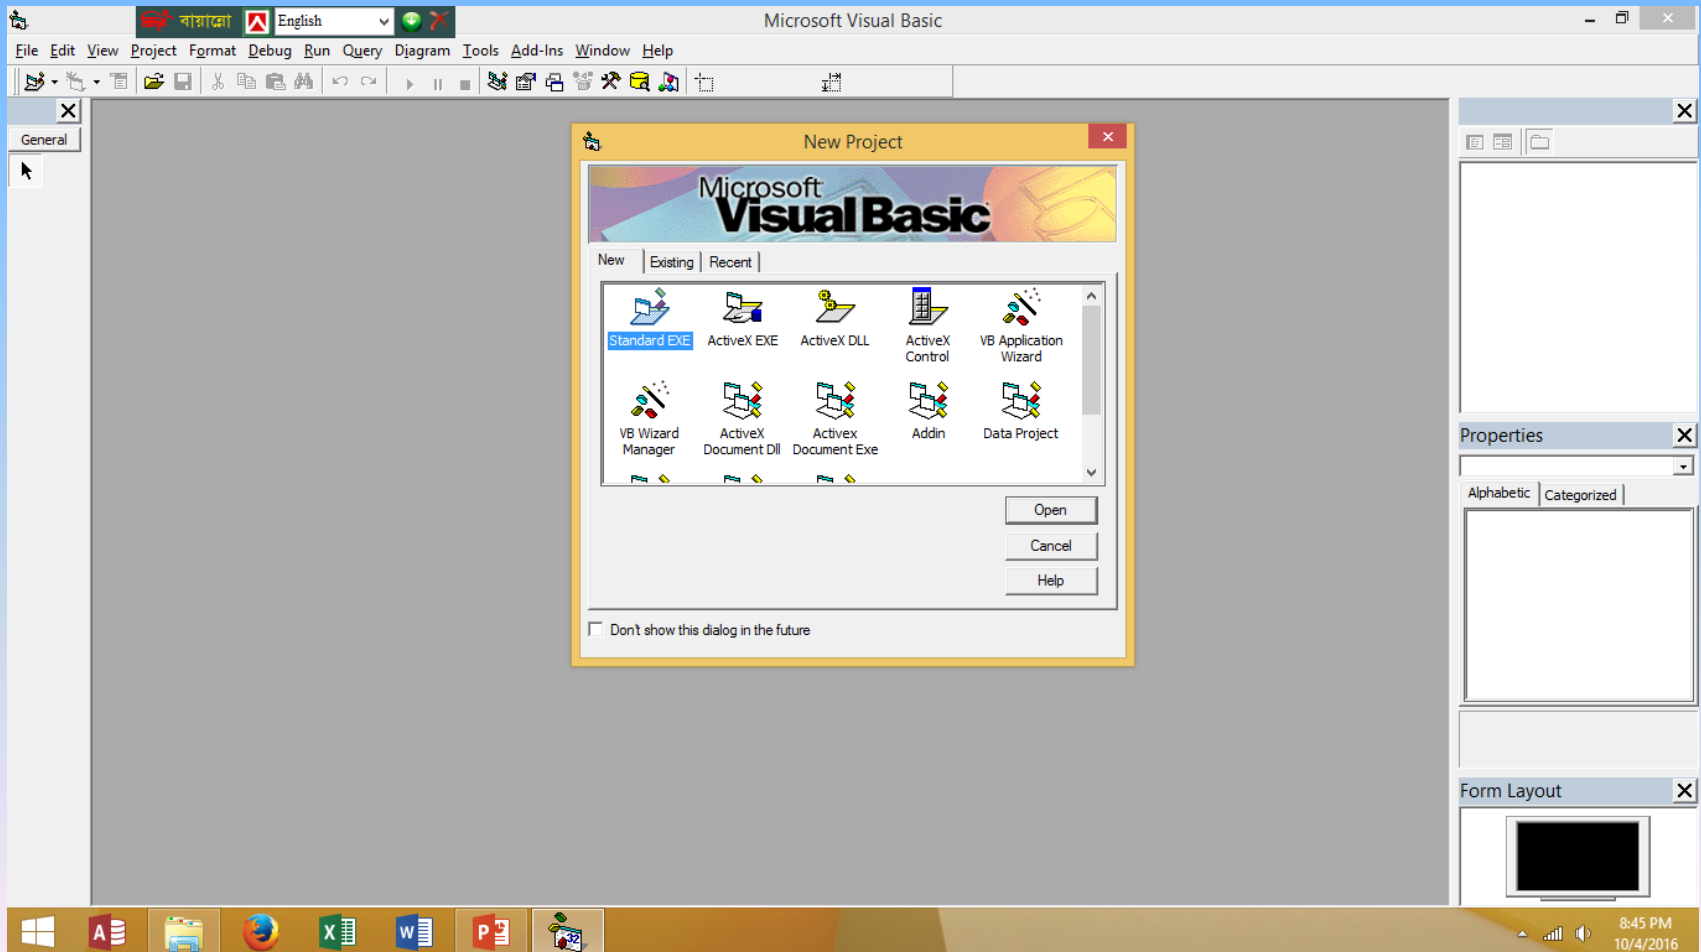 বায়ান্নো English Microsoft Visual Basic
File Edit View Project Format Debug Run Query Diagram Tools Add-Ins Window Help
General
New Project
Microsoft
Visual Basic
New Existing Recent
Standard EXE ActiveX EXE ActiveX DLL ActiveX Control VB Application Wizard
VB Wizard Manager ActiveX Document Dll Activex Document Exe Addin Data Project
Open
Cancel
Help
Don't show this dialog in the future
Properties
Alphabetic Categorized
Form Layout
8:45 PM
10/4/2016